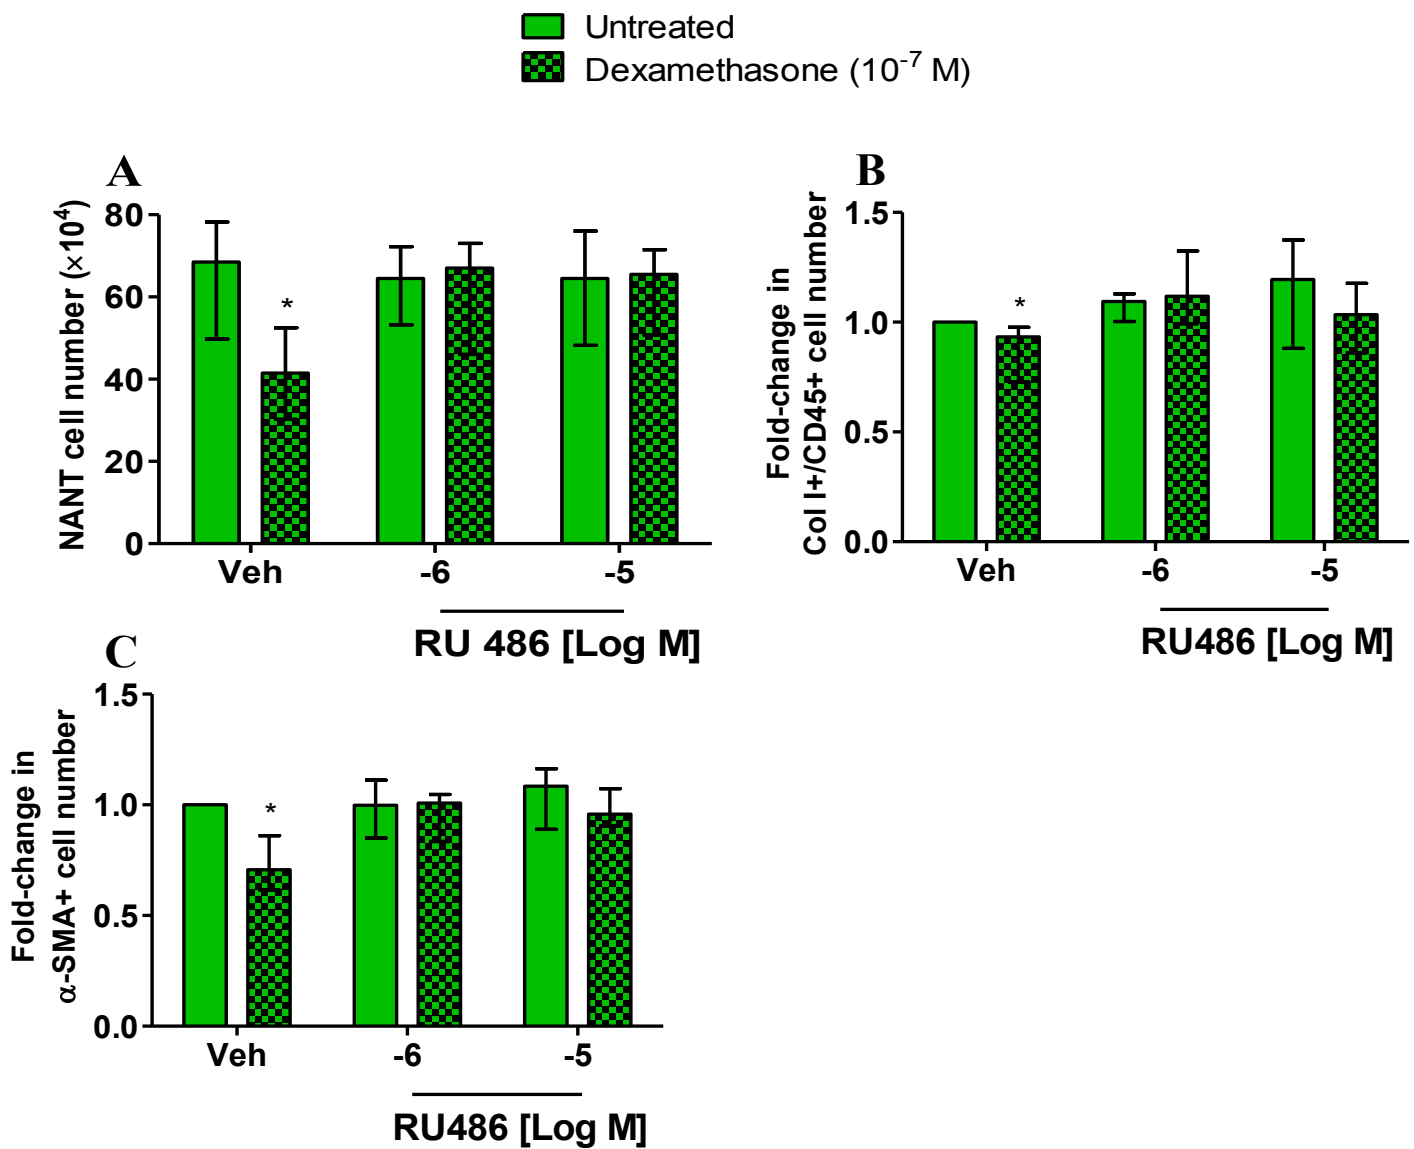 Untreated
Dexamethasone (10⁻⁷ M)
A
NANT cell number (×10⁴)
80
60
40
20
0
*
Veh
-6
-5
RU 486 [Log M]
B
Fold-change in
Col I+/CD45+ cell number
1.5
1.0
0.5
0.0
*
Veh
-6
-5
RU486 [Log M]
C
Fold-change in
α-SMA+ cell number
1.5
1.0
0.5
0.0
*
Veh
-6
-5
RU486 [Log M]